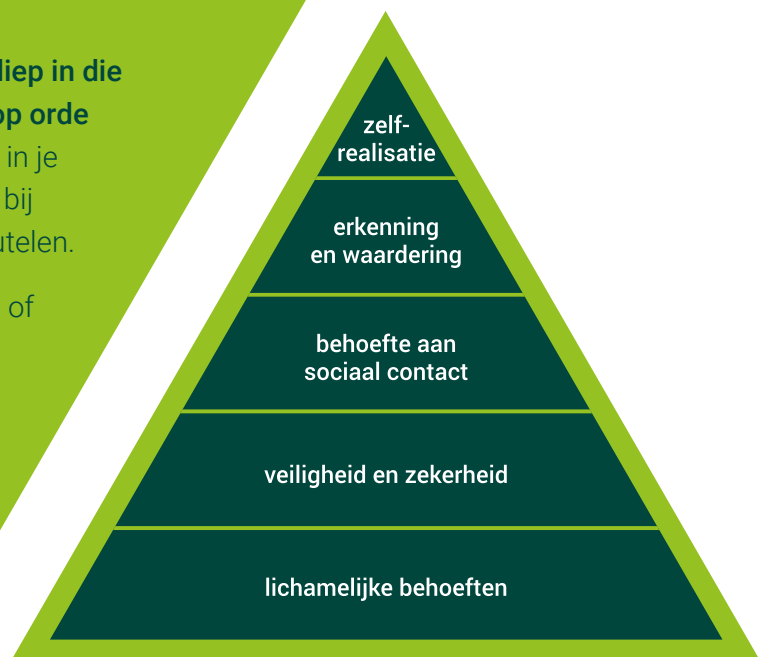 diep in die
op orde
in je
bij
utelen.
of
zelf-
realisatie
erkenning
en waardering
behoefte aan
sociaal contact
veiligheid en zekerheid
lichamelijke behoeften